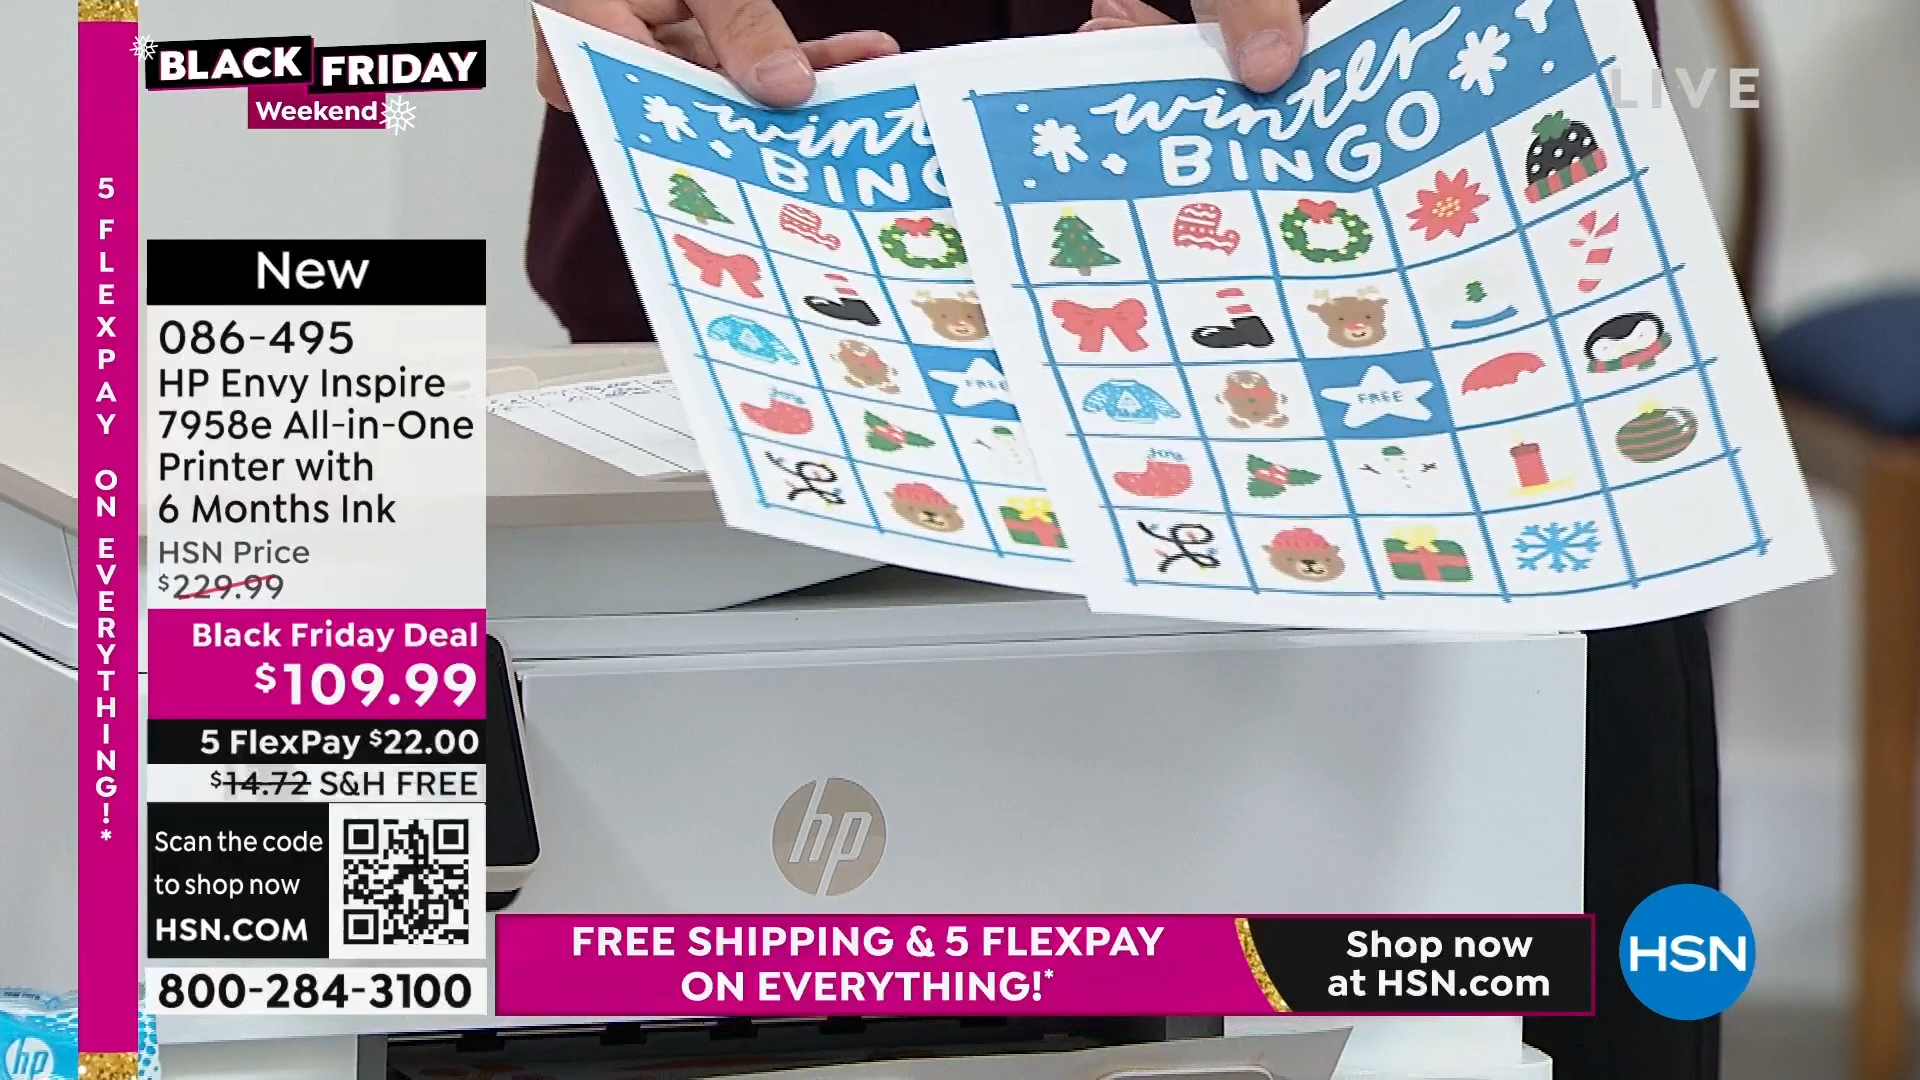 BLACK FRIDAY
Weekend
5 FLEXPAY ON EVERYTHING!*
New
086-495
HP Envy Inspire
7958e All-in-One
Printer with
6 Months Ink
HSN Price
$229.99
Black Friday Deal
$109.99
5 FlexPay $22.00
$14.72 S&H FREE
Scan the code
to shop now
HSN.COM
800-284-3100
wint
BING
FREE
winter
BINGO
FREE
LIVE
hp
hp
FREE SHIPPING & 5 FLEXPAY
ON EVERYTHING!*
Shop now
at HSN.com
HSN